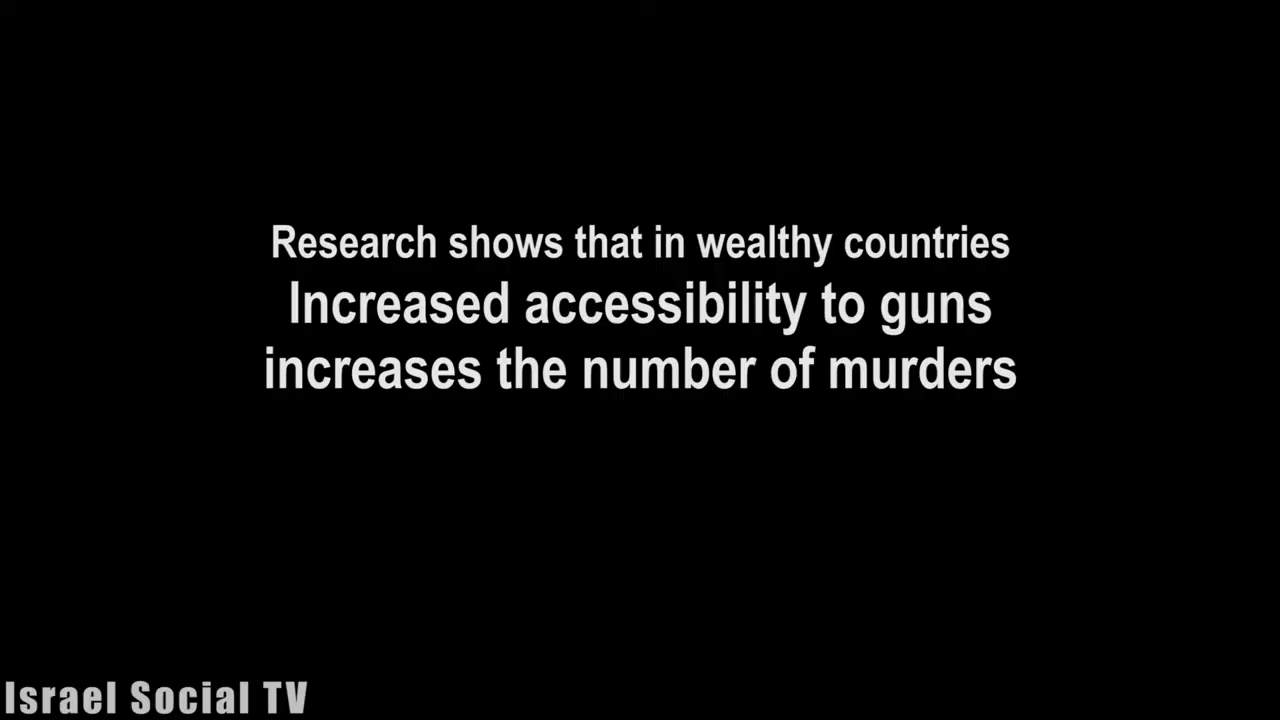 Research shows that in wealthy countries
Increased accessibility to guns
increases the number of murders
Israel Social TV